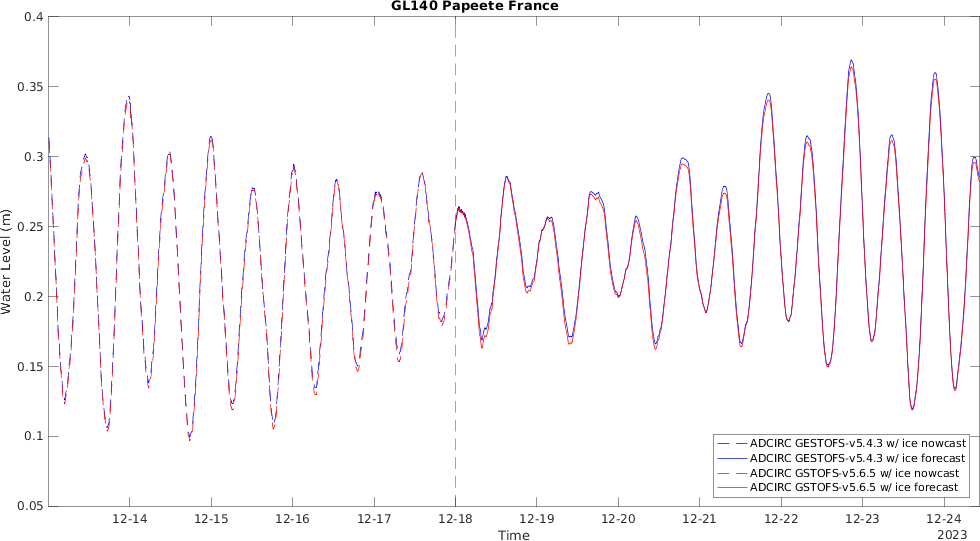 GL140 Papeete France
0.4
0.35
0.3
0.25
0.2
0.15
0.1
0.05
Water Level (m)
12-14 12-15 12-16 12-17 12-18 12-19 12-20 12-21 12-22 12-23 12-24
Time
2023
ADCIRC GESTOFS-v5.4.3 w/ ice nowcast
ADCIRC GESTOFS-v5.4.3 w/ ice forecast
ADCIRC GSTOFS-v5.6.5 w/ ice nowcast
ADCIRC GSTOFS-v5.6.5 w/ ice forecast